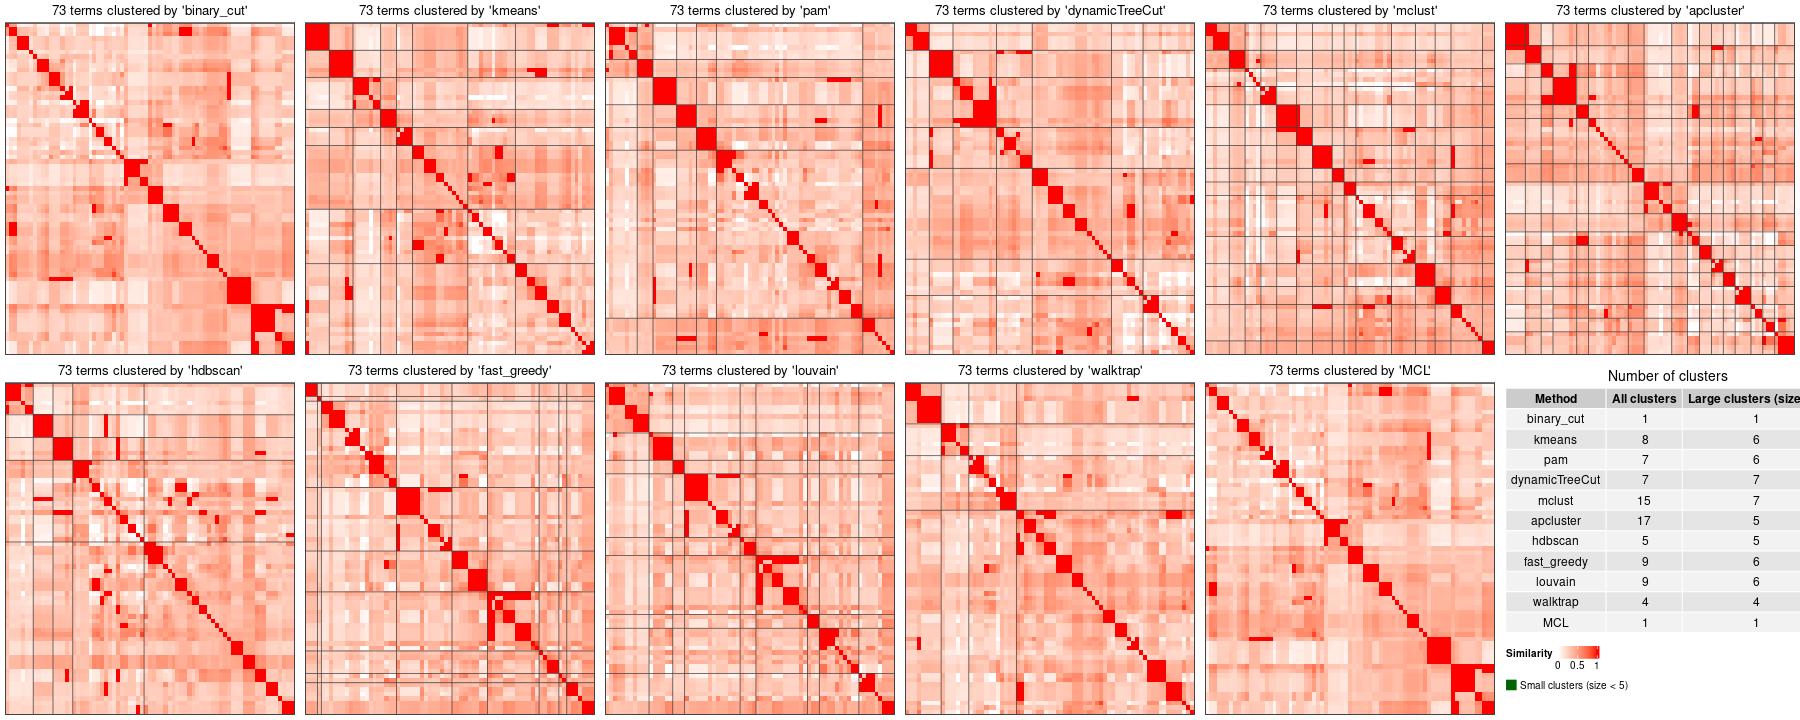 73 terms clustered by 'binary_cut'
73 terms clustered by 'kmeans'
73 terms clustered by 'pam'
73 terms clustered by 'dynamicTreeCut'
73 terms clustered by 'mclust'
73 terms clustered by 'apcluster'
73 terms clustered by 'hdbscan'
73 terms clustered by 'fast_greedy'
73 terms clustered by 'louvain'
73 terms clustered by 'walktrap'
73 terms clustered by 'MCL'
Number of clusters
Method All clusters Large clusters (size
binary_cut 1 1
kmeans 8 6
pam 7 6
dynamicTreeCut 7 7
mclust 15 7
apcluster 17 5
hdbscan 5 5
fast_greedy 9 6
louvain 9 6
walktrap 4 4
MCL 1 1
Similarity
0 0.5 1
Small clusters (size < 5)